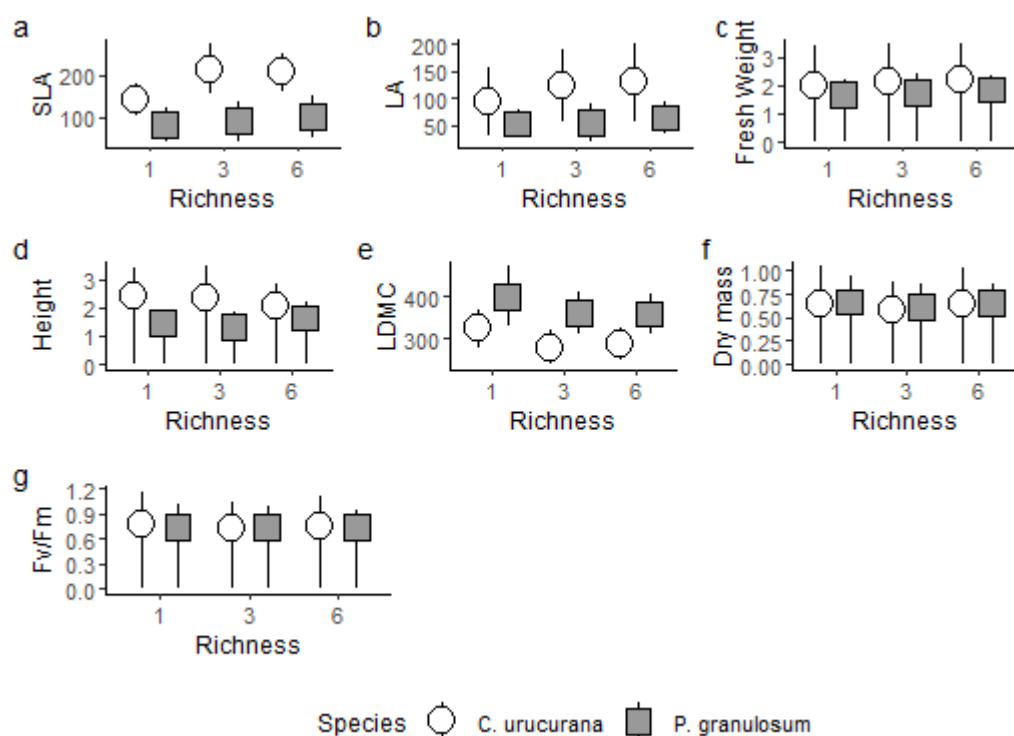 a
SLA
200
100
1 3 6
Richness
b
LA
200
150
100
50
1 3 6
Richness
c
Fresh Weight
3
2
1
0
1 3 6
Richness
d
Height
3
2
1
0
1 3 6
Richness
e
LDMC
400
300
1 3 6
Richness
f
Dry mass
1.00
0.75
0.50
0.25
0.00
1 3 6
Richness
g
Fv/Fm
1.2
0.9
0.6
0.3
0.0
1 3 6
Richness
Species C. urucurana P. granulosum